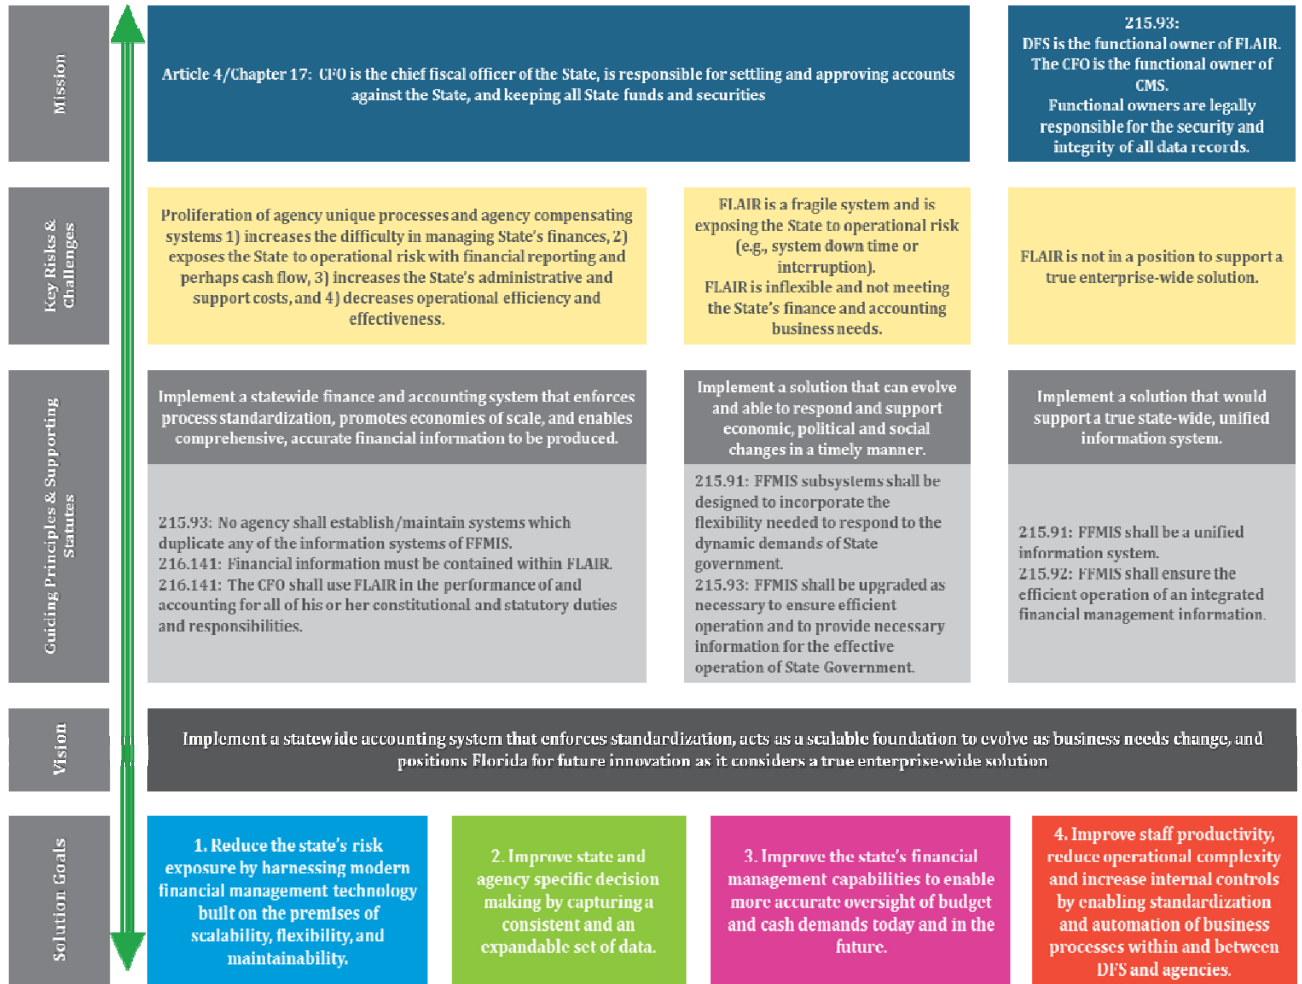 Mission
Article 4/Chapter 17: CFO is the chief fiscal officer of the State, is responsible for settling and approving accounts
against the State, and keeping all State funds and securities
215.93:
DFS is the functional owner of FLAIR.
The CFO is the functional owner of
CMS.
Functional owners are legally
responsible for the security and
integrity of all data records.
Key Risks &
Challenges
Proliferation of agency unique processes and agency compensating
systems 1) increases the difficulty in managing State's finances, 2)
exposes the State to operational risk with financial reporting and
perhaps cash flow, 3) increases the State's administrative and
support costs, and 4) decreases operational efficiency and
effectiveness.
FLAIR is a fragile system and is
exposing the State to operational risk
(e.g., system down time or
interruption).
FLAIR is inflexible and not meeting
the State's finance and accounting
business needs.
FLAIR is not in a position to support a
true enterprise-wide solution.
Guiding Principles & Supporting
Statutes
Implement a statewide finance and accounting system that enforces
process standardization, promotes economies of scale, and enables
comprehensive, accurate financial information to be produced.
215.93: No agency shall establish/maintain systems which
duplicate any of the information systems of FFMIS.
216.141: Financial information must be contained within FLAIR.
216.141: The CFO shall use FLAIR in the performance of and
accounting for all of his or her constitutional and statutory duties
and responsibilities.
Implement a solution that can evolve
and able to respond and support
economic, political and social
changes in a timely manner.
215.91: FFMIS subsystems shall be
designed to incorporate the
flexibility needed to respond to the
dynamic demands of State
government.
215.93: FFMIS shall be upgraded as
necessary to ensure efficient
operation and to provide necessary
information for the effective
operation of State Government.
Implement a solution that would
support a true state-wide, unified
information system.
215.91: FFMIS shall be a unified
information system.
215.92: FFMIS shall ensure the
efficient operation of an integrated
financial management information.
Vision
Implement a statewide accounting system that enforces standardization, acts as a scalable foundation to evolve as business needs change, and
positions Florida for future innovation as it considers a true enterprise-wide solution
Solution Goals
1. Reduce the state's risk
exposure by harnessing modern
financial management technology
built on the premises of
scalability, flexibility, and
maintainability.
2. Improve state and
agency specific decision
making by capturing a
consistent and an
expandable set of data.
3. Improve the state's financial
management capabilities to enable
more accurate oversight of budget
and cash demands today and in the
future.
4. Improve staff productivity,
reduce operational complexity
and increase internal controls
by enabling standardization
and automation of business
processes within and between
DFS and agencies.